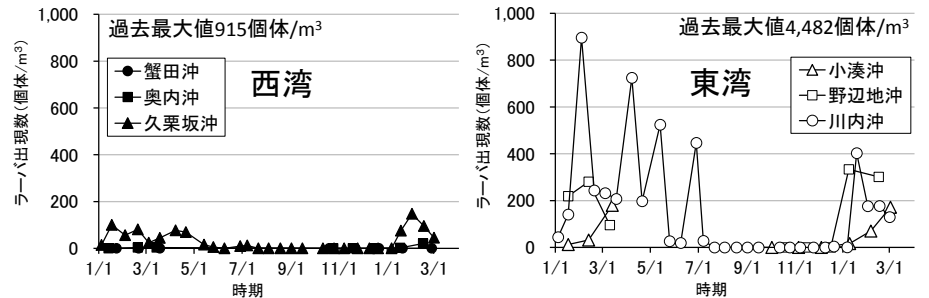 過去最大値915個体/m³
西湾
蟹田沖
奥内沖
久栗坂沖
ラーバ出現数(個体/m³)
1,000
800
600
400
200
0
1/1 3/1 5/1 7/1 9/1 11/1 1/1 3/1
時期
過去最大値4,482個体/m³
東湾
小湊沖
野辺地沖
川内沖
ラーバ出現数(個体/m³)
1,000
800
600
400
200
0
1/1 3/1 5/1 7/1 9/1 11/1 1/1 3/1
時期